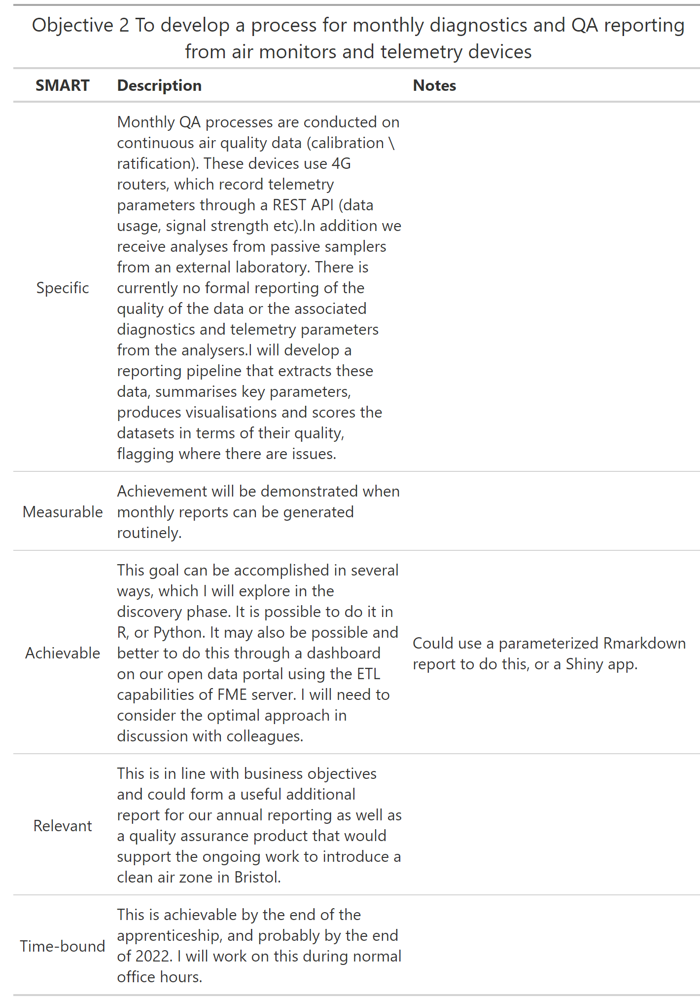 Objective 2 To develop a process for monthly diagnostics and QA reporting
from air monitors and telemetry devices
SMART Description Notes
Specific
Monthly QA processes are conducted on
continuous air quality data (calibration \
ratification). These devices use 4G
routers, which record telemetry
parameters through a REST API (data
usage, signal strength etc).In addition we
receive analyses from passive samplers
from an external laboratory. There is
currently no formal reporting of the
quality of the data or the associated
diagnostics and telemetry parameters
from the analysers.I will develop a
reporting pipeline that extracts these
data, summarises key parameters,
produces visualisations and scores the
datasets in terms of their quality,
flagging where there are issues.
Measurable
Achievement will be demonstrated when
monthly reports can be generated
routinely.
Achievable
This goal can be accomplished in several
ways, which I will explore in the
discovery phase. It is possible to do it in
R, or Python. It may also be possible and
better to do this through a dashboard
on our open data portal using the ETL
capabilities of FME server. I will need to
consider the optimal approach in
discussion with colleagues.
Could use a parameterized Rmarkdown
report to do this, or a Shiny app.
Relevant
This is in line with business objectives
and could form a useful additional
report for our annual reporting as well as
a quality assurance product that would
support the ongoing work to introduce a
clean air zone in Bristol.
Time-bound
This is achievable by the end of the
apprenticeship, and probably by the end
of 2022. I will work on this during normal
office hours.